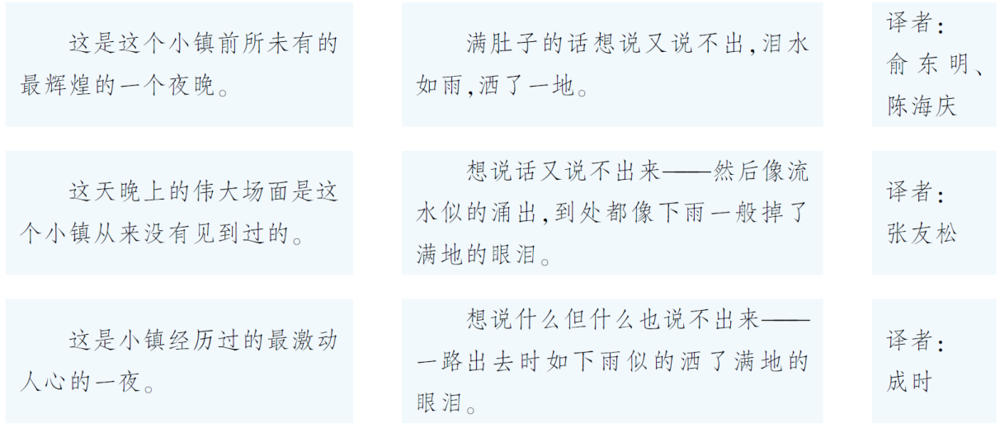 这是这个小镇前所未有的
最辉煌的一个夜晚。
满肚子的话想说又说不出,泪水
如雨,洒了一地。
译者:
俞东明、
陈海庆
这天晚上的伟大场面是这
个小镇从来没有见到过的。
想说话又说不出来——然后像流
水似的涌出,到处都像下雨一般掉了
满地的眼泪。
译者:
张友松
这是小镇经历过的最激动
人心的一夜。
想说什么但什么也说不出来——
一路出去时如下雨似的洒了满地的
眼泪。
译者:
成时